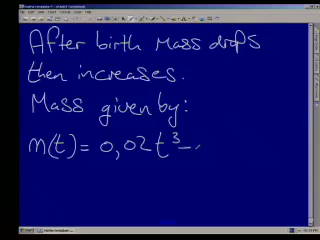 After birth Mass drops
then increases.
Mass given by:
m(t) = 0,02t³-